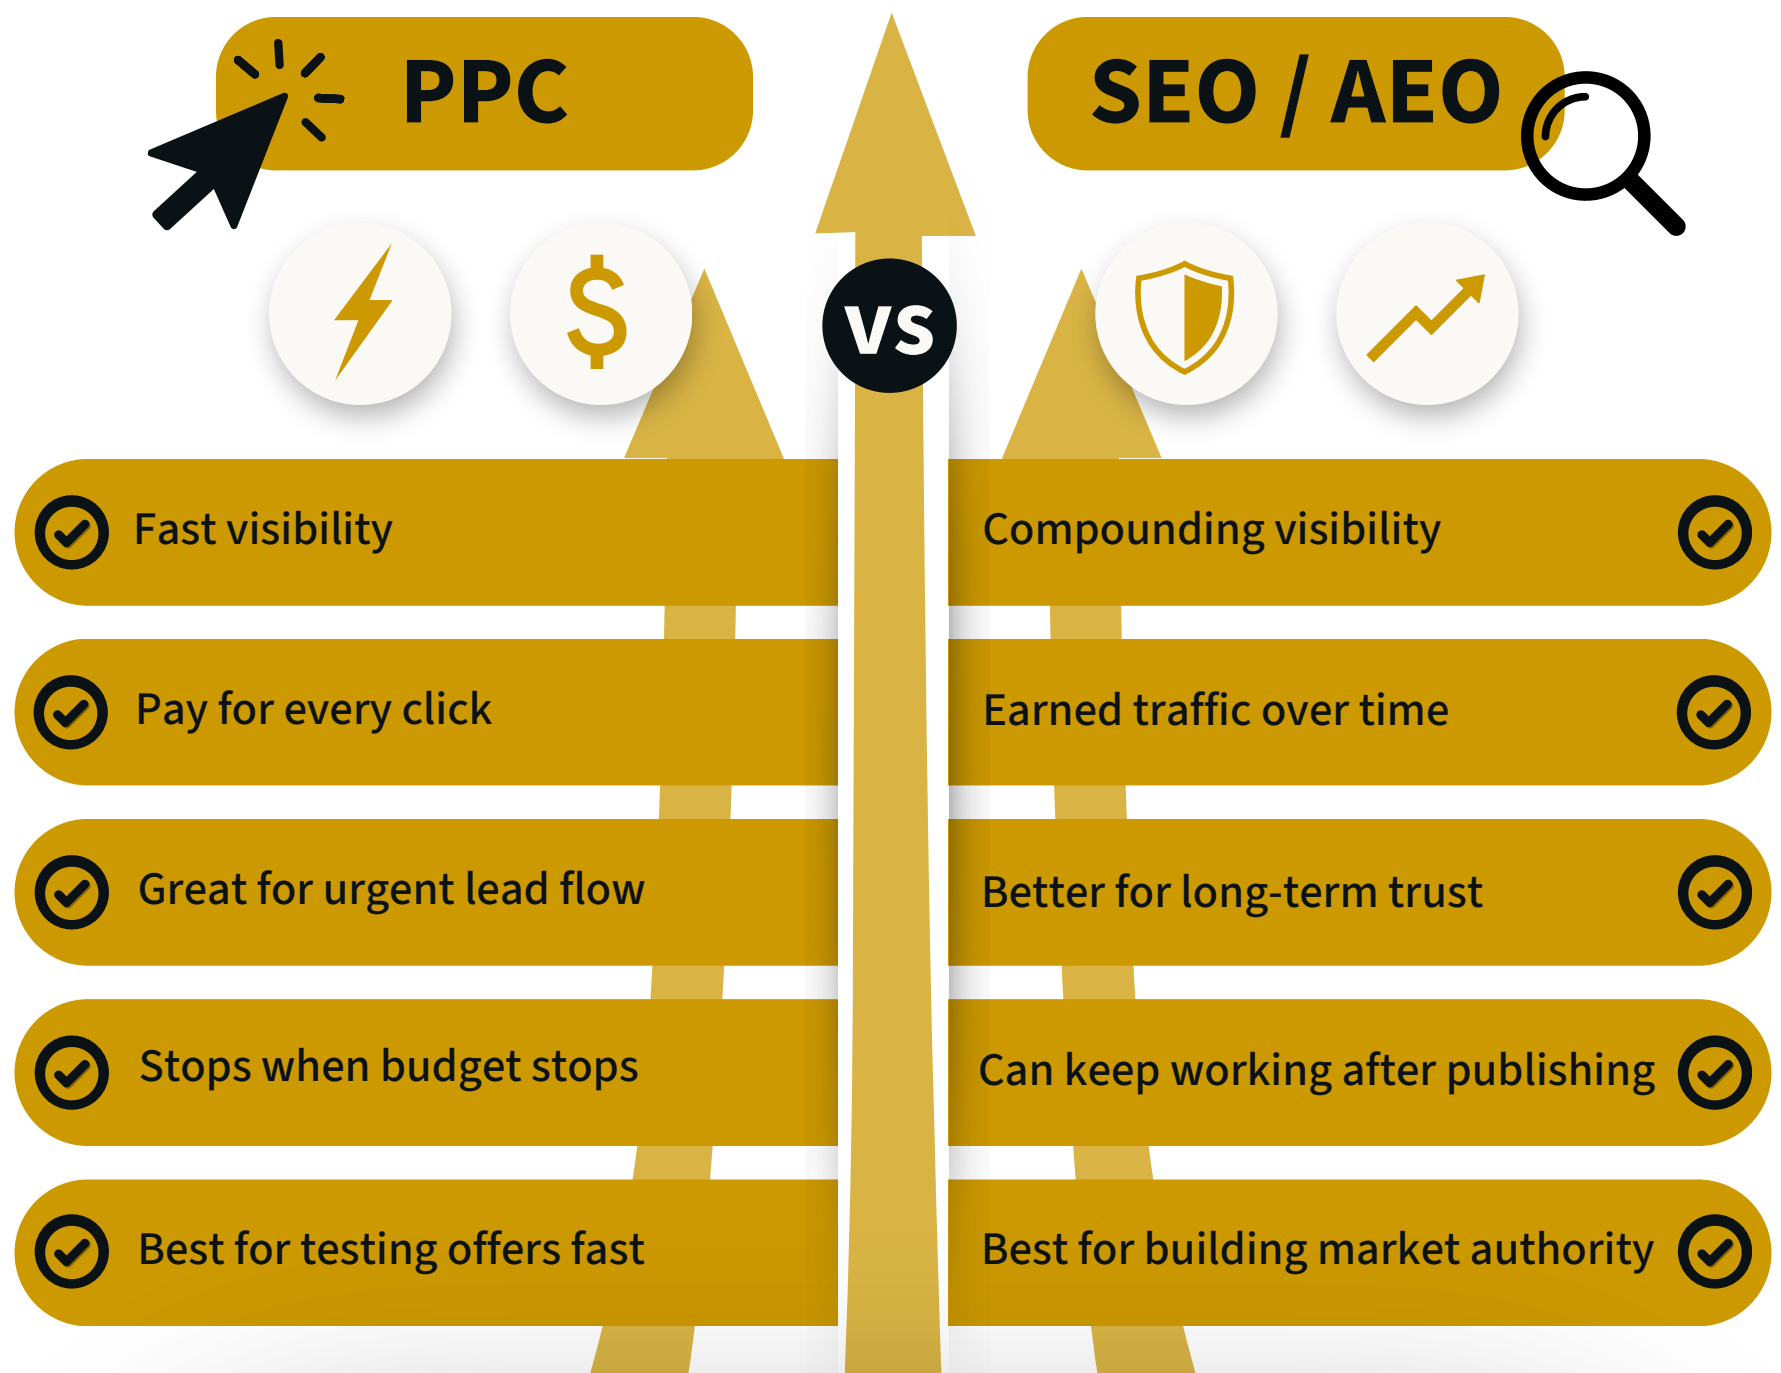 PPC
VS
SEO / AEO
Fast visibility
Pay for every click
Great for urgent lead flow
Stops when budget stops
Best for testing offers fast
Compounding visibility
Earned traffic over time
Better for long-term trust
Can keep working after publishing
Best for building market authority